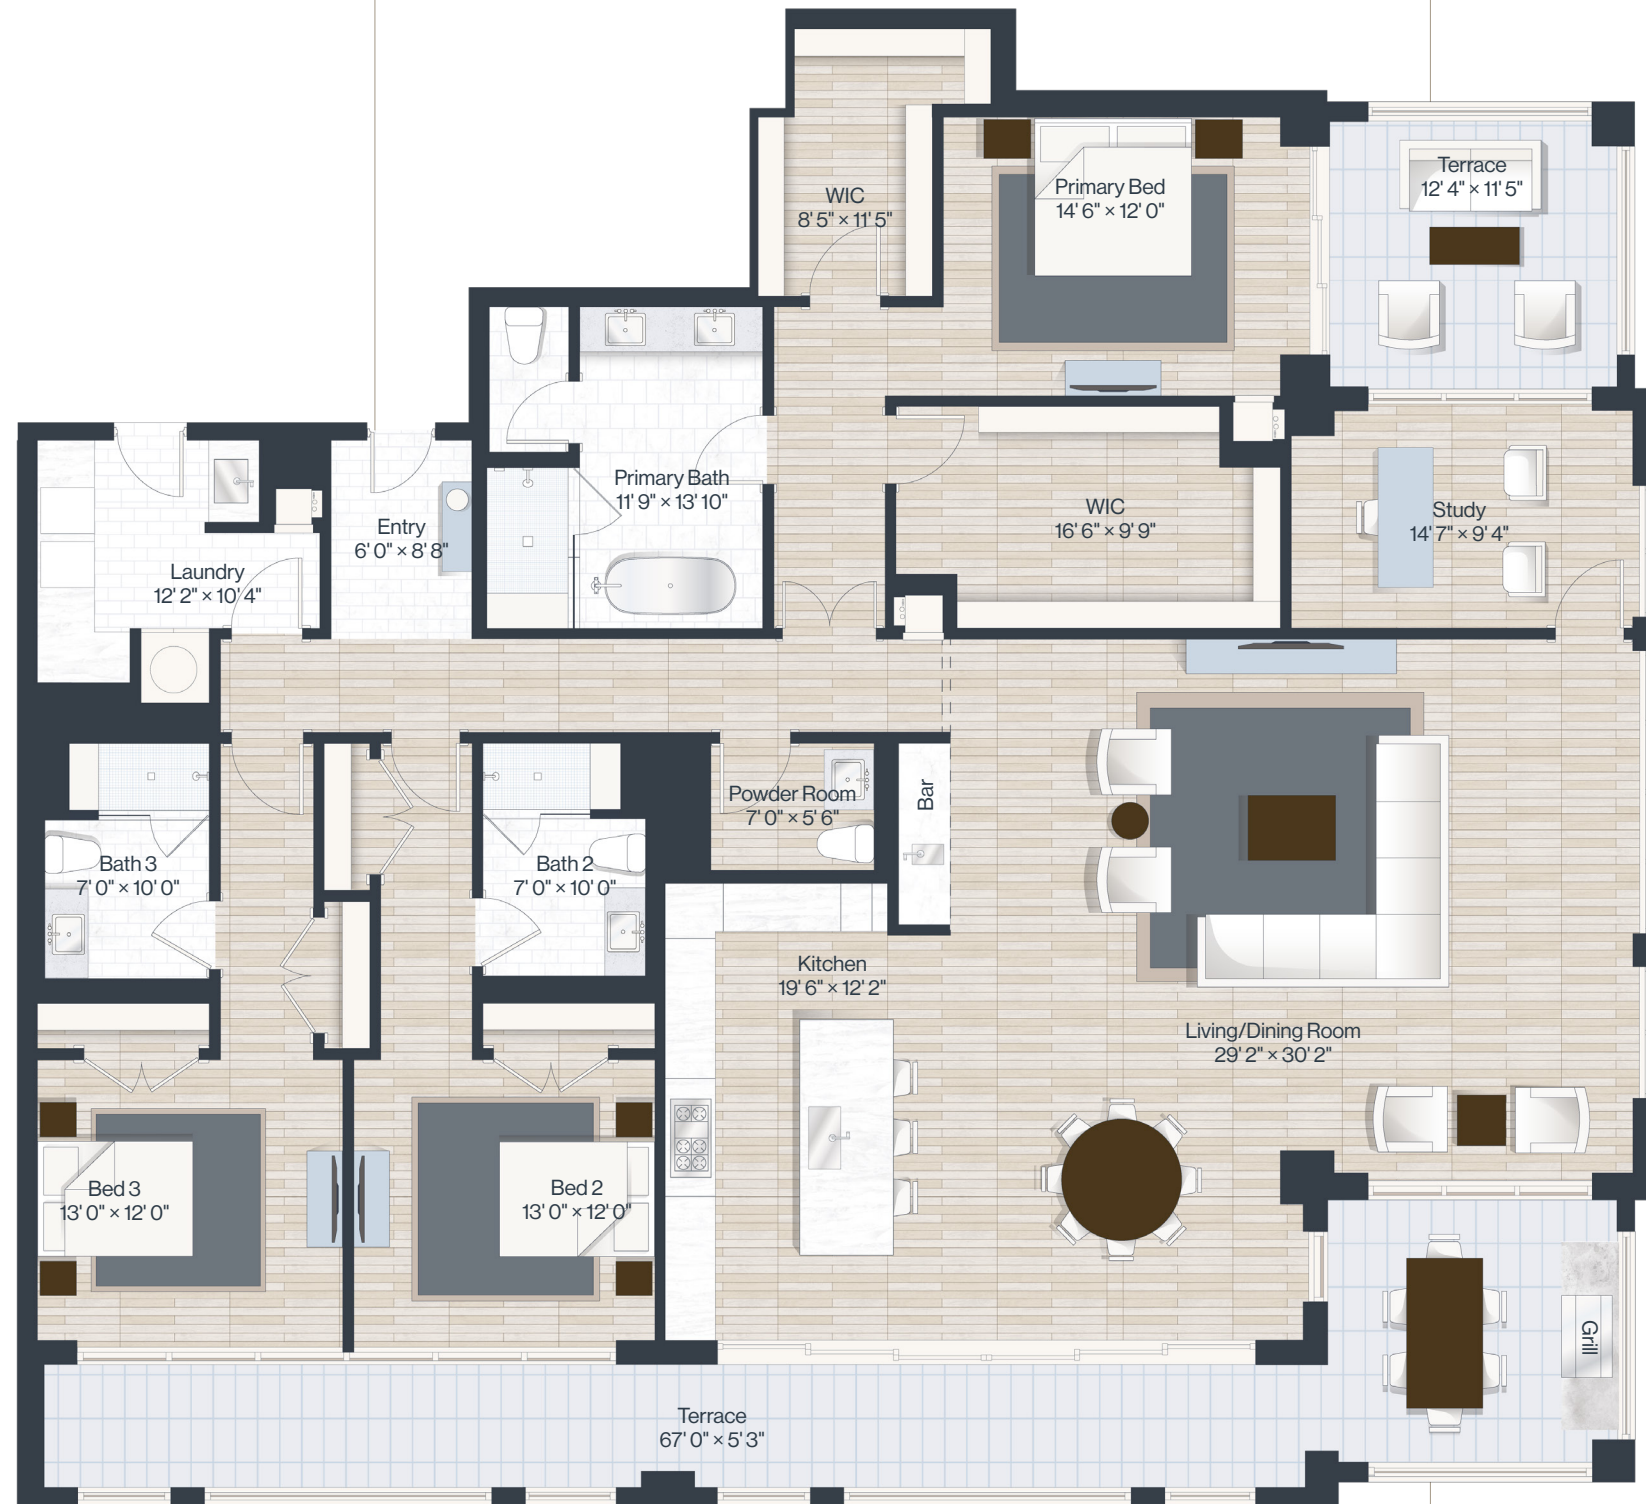 Terrace
12' 4" × 11' 5"
Primary Bed
14' 6" × 12' 0"
WIC
8' 5" × 11' 5"
Primary Bath
11' 9" × 13' 10"
WIC
16' 6" × 9' 9"
Study
14' 7" × 9' 4"
Entry
6' 0" × 8' 8"
Laundry
12' 2" × 10' 4"
Powder Room
7' 0" × 5' 6"
Bar
Bath 3
7' 0" × 10' 0"
Bath 2
7' 0" × 10' 0"
Kitchen
19' 6" × 12' 2"
Living/Dining Room
29' 2" × 30' 2"
Bed 3
13' 0" × 12' 0"
Bed 2
13' 0" × 12' 0"
Grill
Terrace
67' 0" × 5' 3"